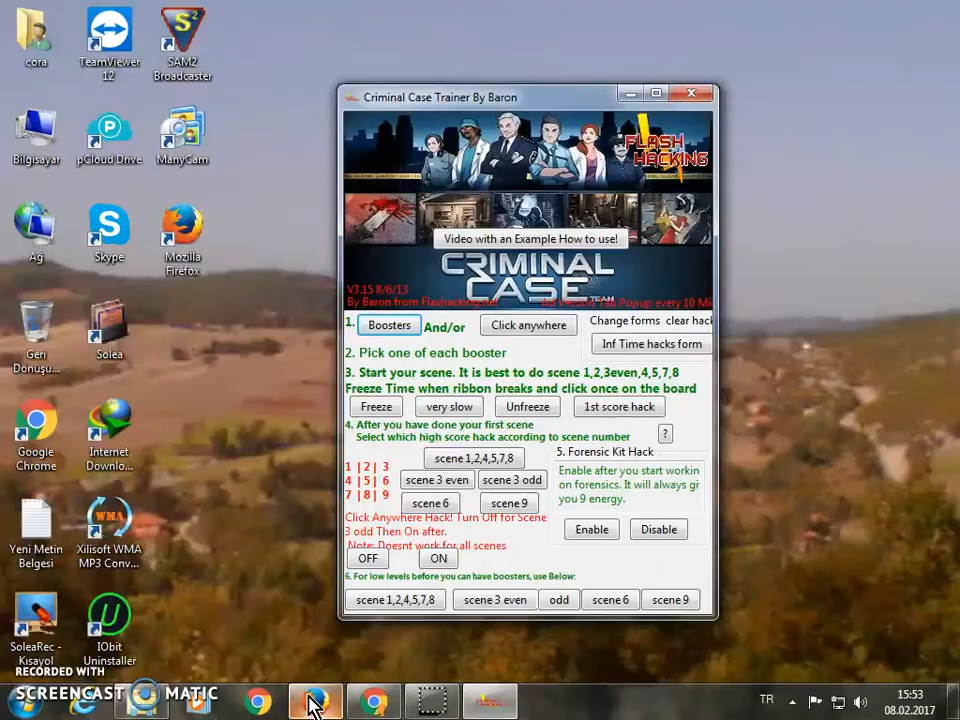 cora
TeamViewer
12
SAM2
Broadcaster
Bilgisayar
pCloud Drive
ManyCam
Ağ
Skype
Mozilla
Firefox
Geri
Dönüşü...
Solea
Google
Chrome
Internet
Downlo...
Yeni Metin
Belgesi
Xilisoft WMA
MP3 Conv...
SoleaRec -
Kısayol
IObit
Uninstaller
Criminal Case Trainer By Baron
FLASH
HACKING
Video with an Example How to use!
CRIMINAL
CASE
TEAM
V3.15 8/6/13
By Baron from Flashacking.net
Ad Version Tab Popup every 10 Mi
1. Boosters And/or Click anywhere
Change forms clear hack
Inf Time hacks form
2. Pick one of each booster
3. Start your scene. It is best to do scene 1,2,3even,4,5,7,8
Freeze Time when ribbon breaks and click once on the board
Freeze very slow Unfreeze 1st score hack
4. After you have done your first scene
Select which high score hack according to scene number
?
scene 1,2,4,5,7,8
1 | 2 | 3
4 | 5 | 6
7 | 8 | 9
scene 3 even scene 3 odd
scene 6 scene 9
5. Forensic Kit Hack
Enable after you start workin
on forensics. It will always gi
you 9 energy.
Enable Disable
Click Anywhere Hack! Turn Off for Scene
3 odd Then On after.
Note: Doesnt work for all scenes
OFF ON
6. For low levels before you can have boosters, use Below:
scene 1,2,4,5,7,8 scene 3 even odd scene 6 scene 9
RECORDED WITH
SCREENCAST MATIC
TR
15:53
08.02.2017